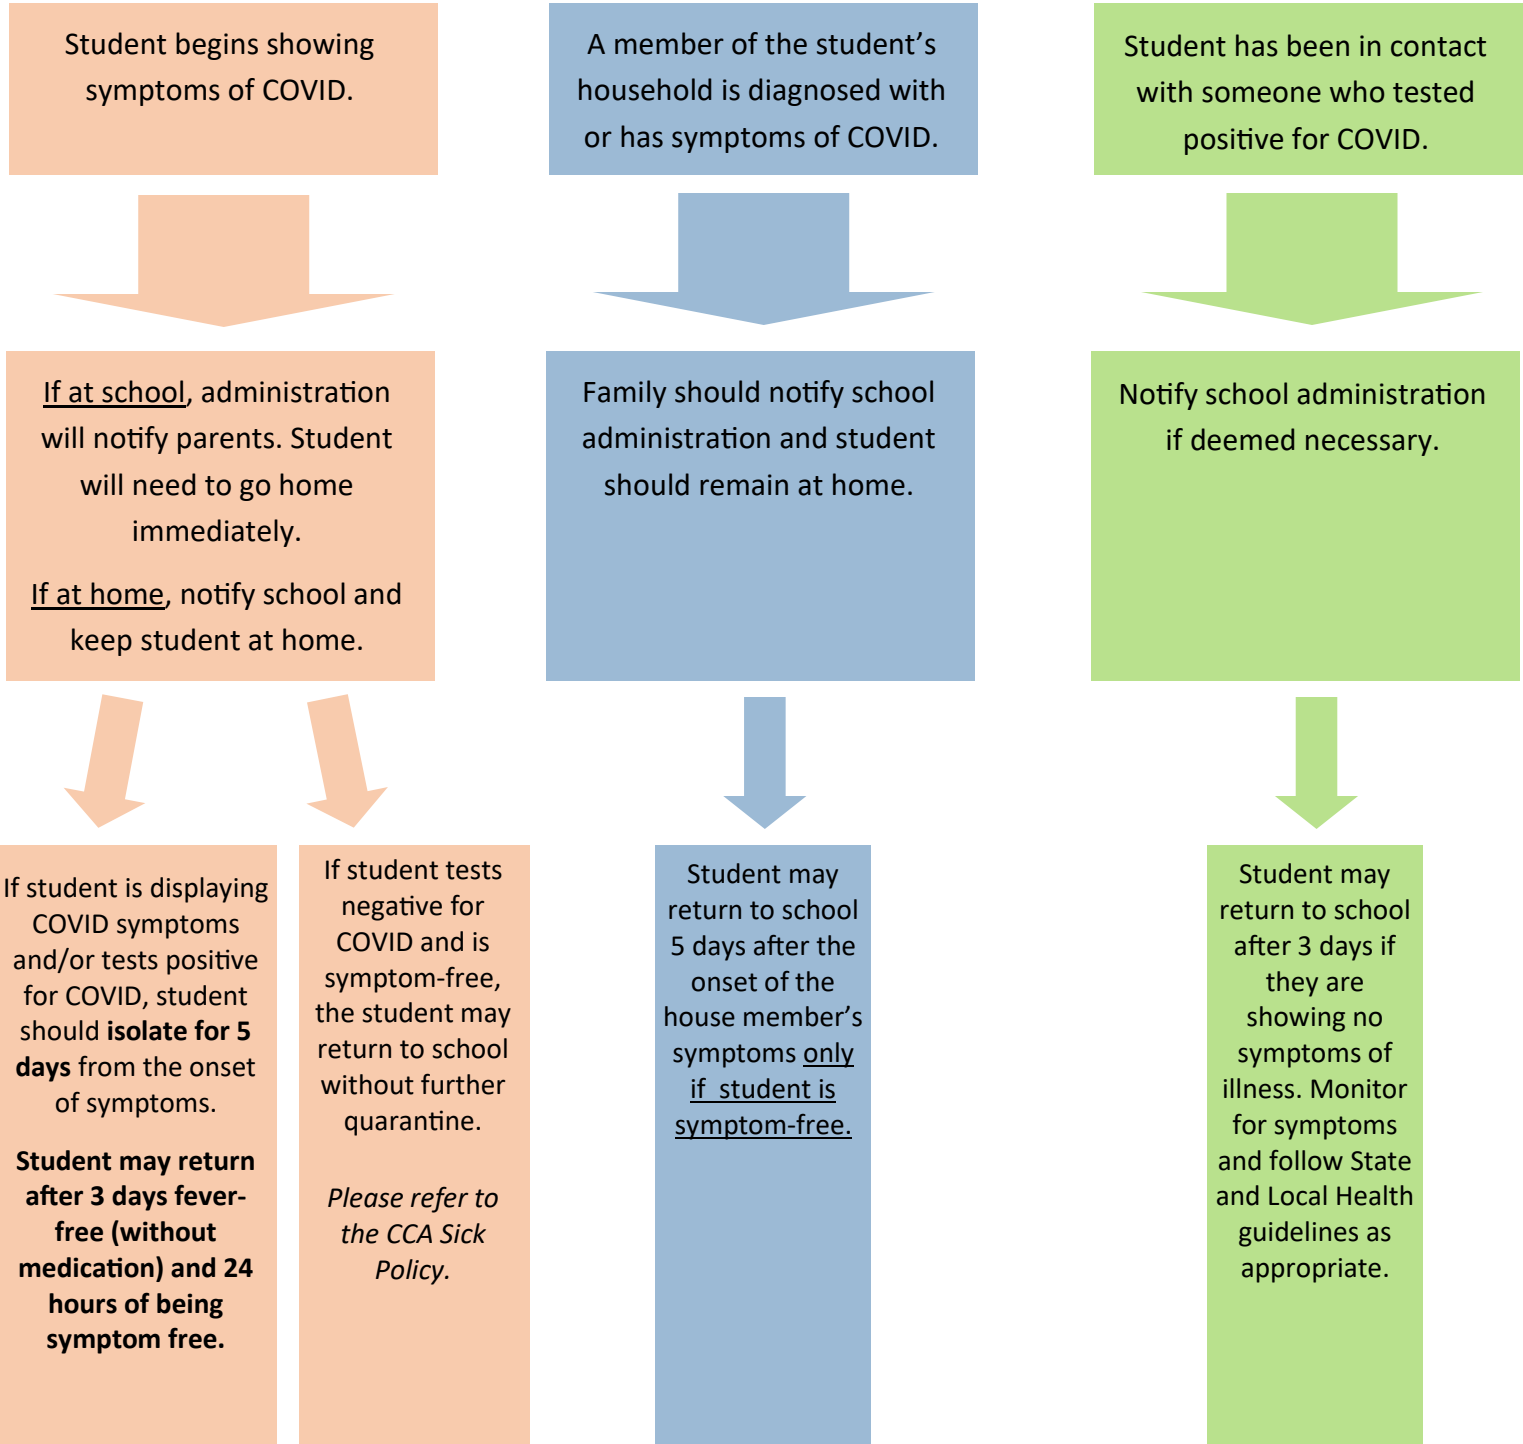 Student begins showing
symptoms of COVID.
A member of the student’s
household is diagnosed with
or has symptoms of COVID.
Student has been in contact
with someone who tested
positive for COVID.
If at school, administration
will notify parents. Student
will need to go home
immediately.
If at home, notify school and
keep student at home.
Family should notify school
administration and student
should remain at home.
Notify school administration
if deemed necessary.
If student is displaying
COVID symptoms
and/or tests positive
for COVID, student
should isolate for 5
days from the onset
of symptoms.
Student may return
after 3 days fever-
free (without
medication) and 24
hours of being
symptom free.
If student tests
negative for
COVID and is
symptom-free,
the student may
return to school
without further
quarantine.
Please refer to
the CCA Sick
Policy.
Student may
return to school
5 days after the
onset of the
house member’s
symptoms only
if student is
symptom-free.
Student may
return to school
after 3 days if
they are
showing no
symptoms of
illness. Monitor
for symptoms
and follow State
and Local Health
guidelines as
appropriate.